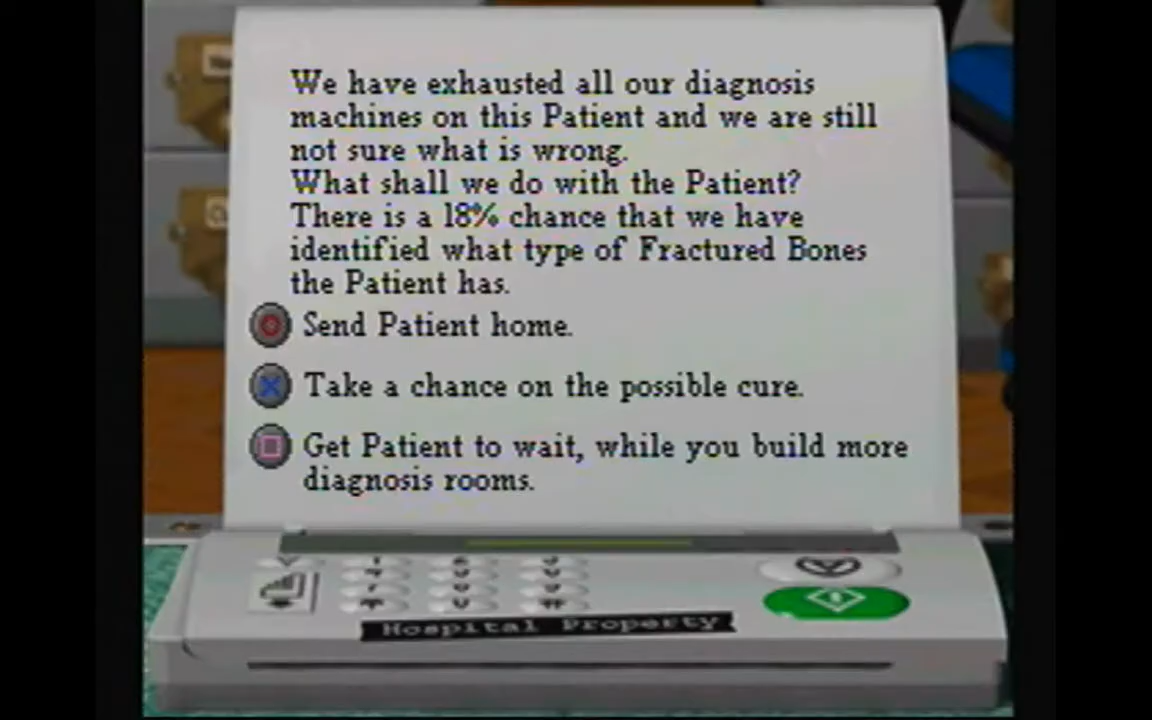 We have exhausted all our diagnosis
machines on this Patient and we are still
not sure what is wrong.
What shall we do with the Patient?
There is a 18% chance that we have
identified what type of Fractured Bones
the Patient has.
Send Patient home.
Take a chance on the possible cure.
Get Patient to wait, while you build more
diagnosis rooms.
Hospital Property